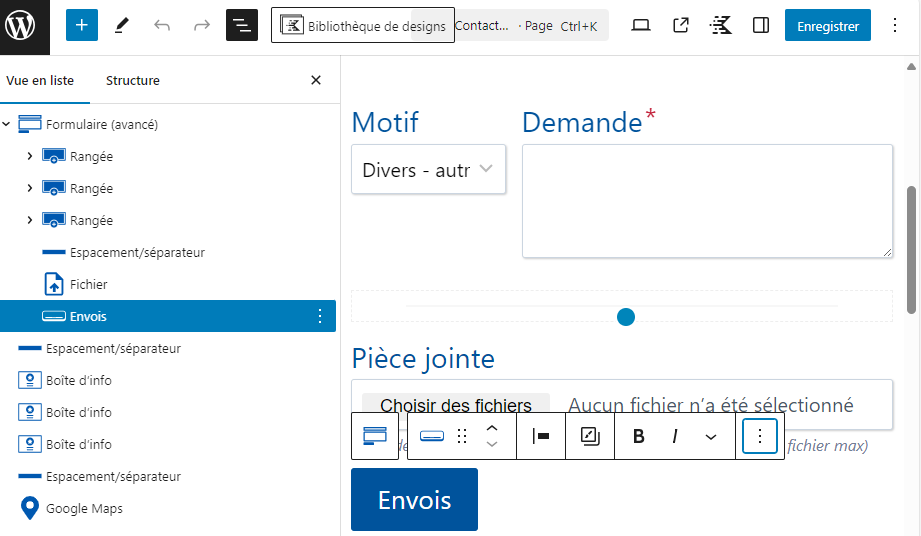 Bibliothèque de designs
Contact... · Page Ctrl+K
Enregistrer
Vue en liste
Structure
Formulaire (avancé)
Rangée
Rangée
Rangée
Espacement/séparateur
Fichier
Envois
Espacement/séparateur
Boîte d'info
Boîte d'info
Boîte d'info
Espacement/séparateur
Google Maps
Motif
Demande*
Divers - autr
Pièce jointe
Choisir des fichiers
Aucun fichier n'a été sélectionné
fichier max)
B I
Envois